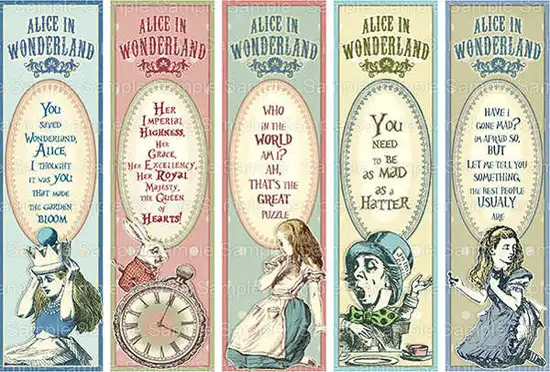 ALICE IN
WONDERLAND
YOU
SAVED
WONDERLAND,
ALICE,
I THOUGHT
IT WAS YOU
THAT MADE
THE GARDEN
BLOOM
ALICE IN
WONDERLAND
HER
IMPERIAL
HIGHNESS,
HER
GRACE,
HER EXCELLENCY,
HER ROYAL
MAJESTY,
THE QUEEN
OF
HEARTS!
ALICE IN
WONDERLAND
WHO
IN THE
WORLD
AM I?
AH,
THAT'S THE
GREAT
PUZZLE
ALICE IN
WONDERLAND
YOU
NEED
TO BE
AS MAD
AS A
HATTER
ALICE IN
WONDERLAND
HAVE I
GONE MAD?
IM AFRAID SO,
BUT
LET ME TELL YOU
SOMETHING,
THE BEST PEOPLE
USUALY
ARE